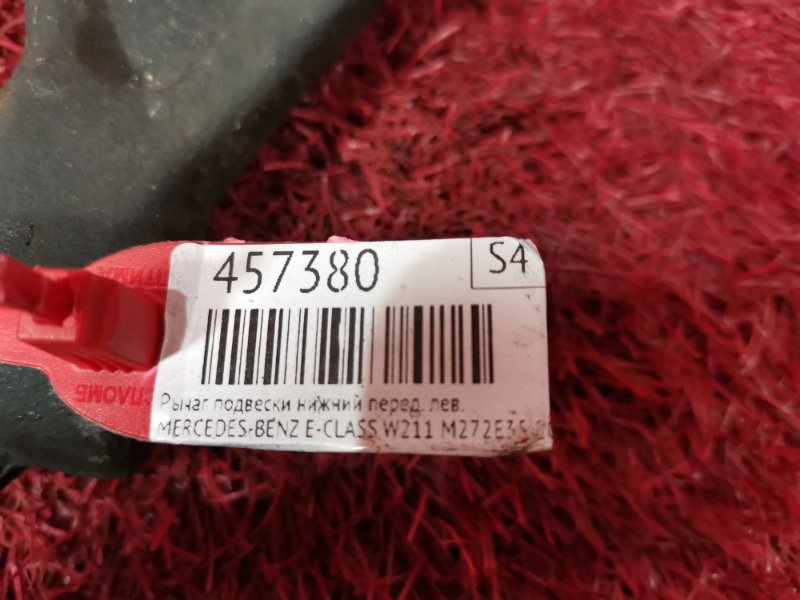 457380
S4
Рычаг подвески нижний перед. лев.
MERCEDES-BENZ E-CLASS W211 M272E35